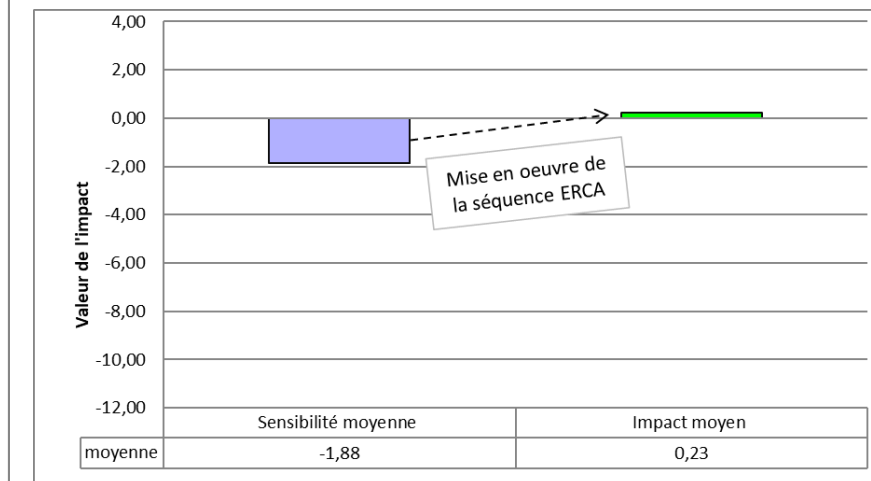 4,00
2,00
0,00
-2,00
-4,00
-6,00
-8,00
-10,00
-12,00
Valeur de l'impact
Mise en oeuvre de
la séquence ERCA
Sensibilité moyenne Impact moyen
moyenne -1,88 0,23